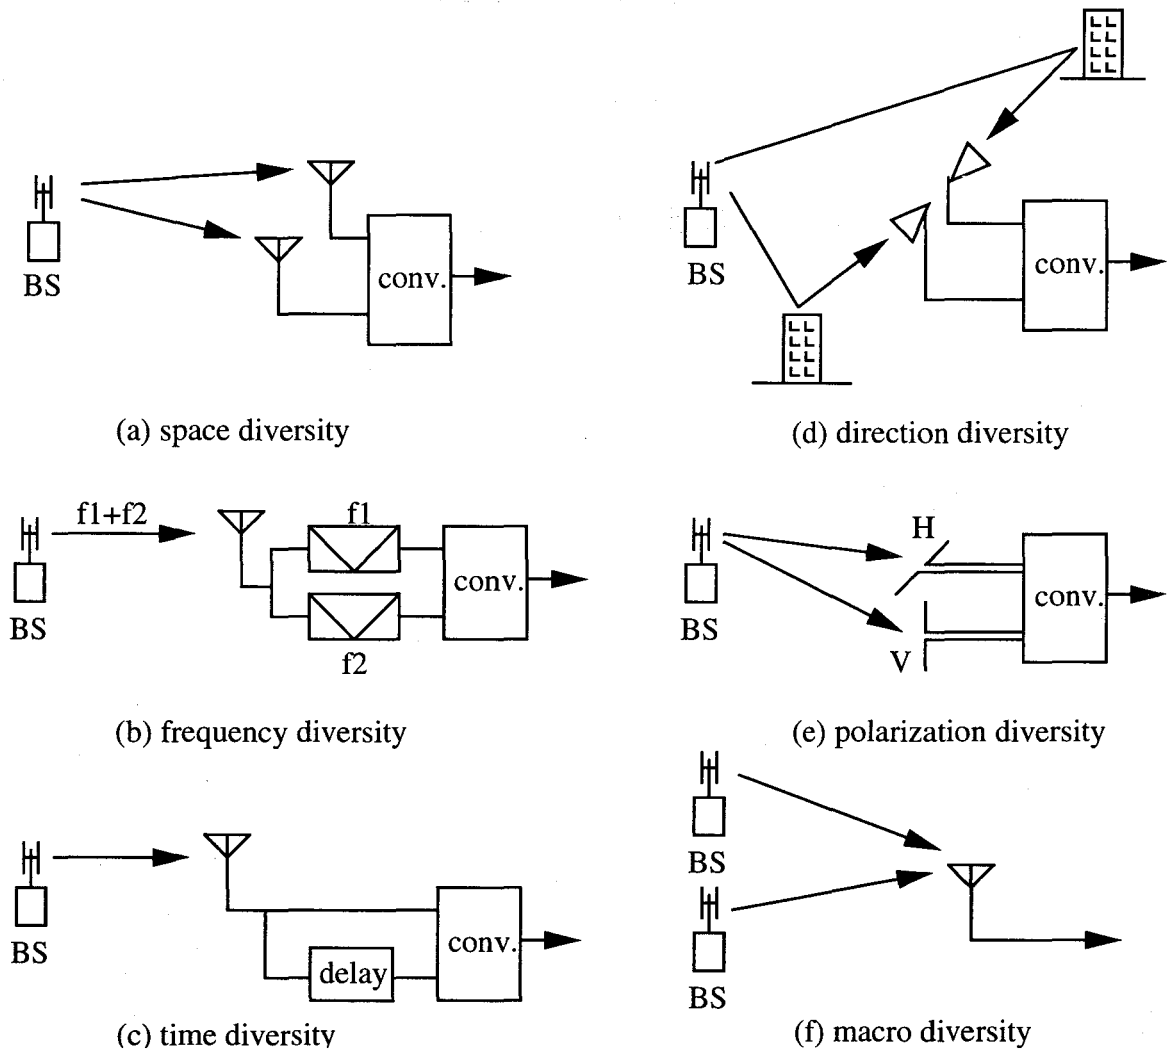 BS
conv.
(a) space diversity
BS
conv.
(d) direction diversity
f1+f2
f1
BS
conv.
f2
(b) frequency diversity
H
BS
conv.
V
(e) polarization diversity
BS
conv.
delay
(c) time diversity
BS
BS
(f) macro diversity